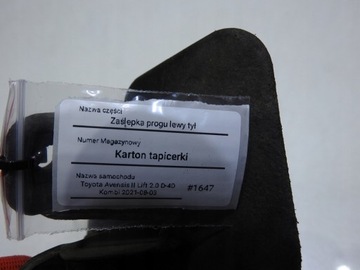 Nazwa części
Zaślepka progu lewy tył
Numer Magazynowy
Karton tapicerki
Nazwa samochodu
Toyota Avensis II Lift 2.0 D-4D
Kombi 2021-08-03
#1647